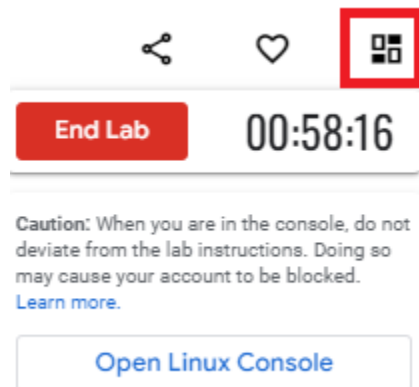 End Lab 00:58:16
Caution: When you are in the console, do not
deviate from the lab instructions. Doing so
may cause your account to be blocked.
Learn more.
Open Linux Console